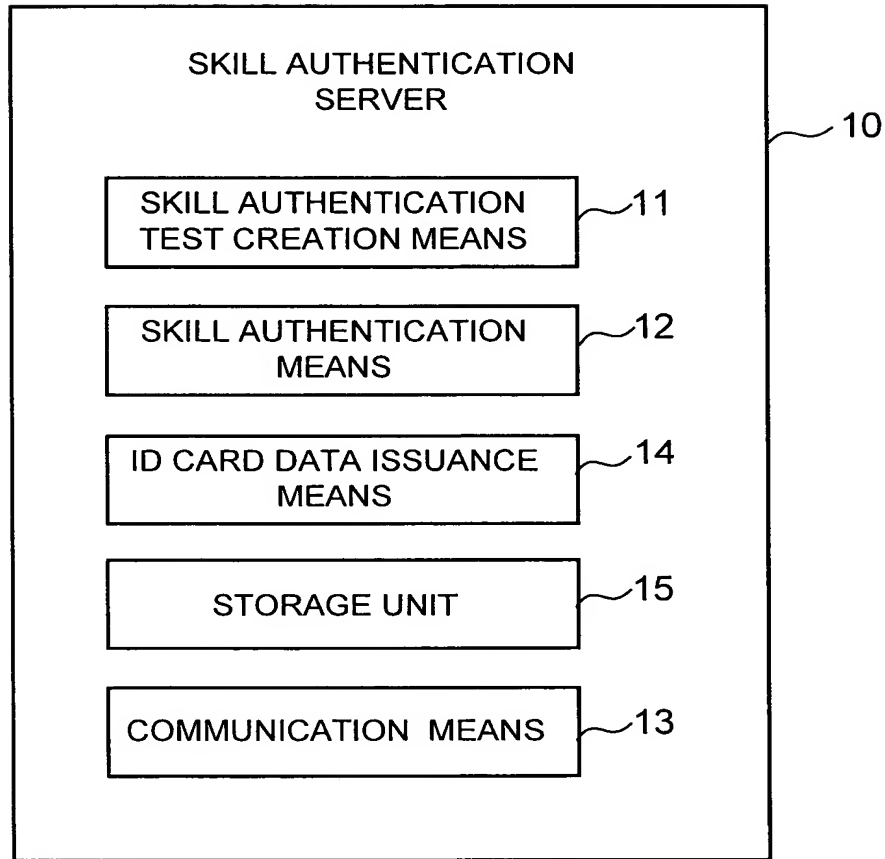 SKILL AUTHENTICATION
SERVER
10
SKILL AUTHENTICATION
TEST CREATION MEANS
11
SKILL AUTHENTICATION
MEANS
12
ID CARD DATA ISSUANCE
MEANS
14
STORAGE UNIT
15
COMMUNICATION MEANS
13